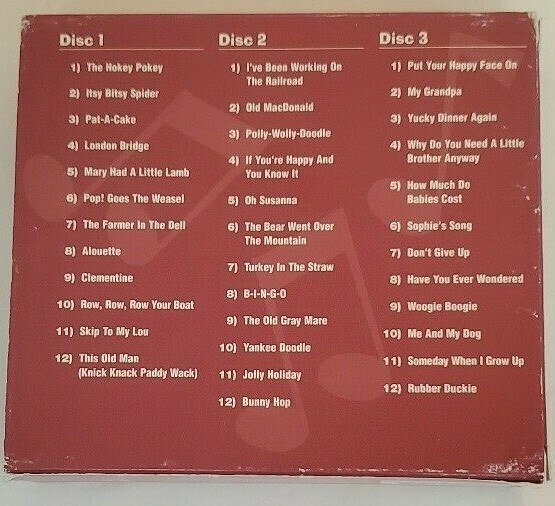 Disc 1
1) The Hokey Pokey
2) Itsy Bitsy Spider
3) Pat-A-Cake
4) London Bridge
5) Mary Had A Little Lamb
6) Pop! Goes The Weasel
7) The Farmer In The Dell
8) Alouette
9) Clementine
10) Row, Row, Row Your Boat
11) Skip To My Lou
12) This Old Man
(Knick Knack Paddy Wack)
Disc 2
1) I've Been Working On
The Railroad
2) Old MacDonald
3) Polly-Wolly-Doodle
4) If You're Happy And
You Know It
5) Oh Susanna
6) The Bear Went Over
The Mountain
7) Turkey In The Straw
8) B-I-N-G-O
9) The Old Gray Mare
10) Yankee Doodle
11) Jolly Holiday
12) Bunny Hop
Disc 3
1) Put Your Happy Face On
2) My Grandpa
3) Yucky Dinner Again
4) Why Do You Need A Little
Brother Anyway
5) How Much Do
Babies Cost
6) Sophie's Song
7) Don't Give Up
8) Have You Ever Wondered
9) Woogie Boogie
10) Me And My Dog
11) Someday When I Grow Up
12) Rubber Duckie